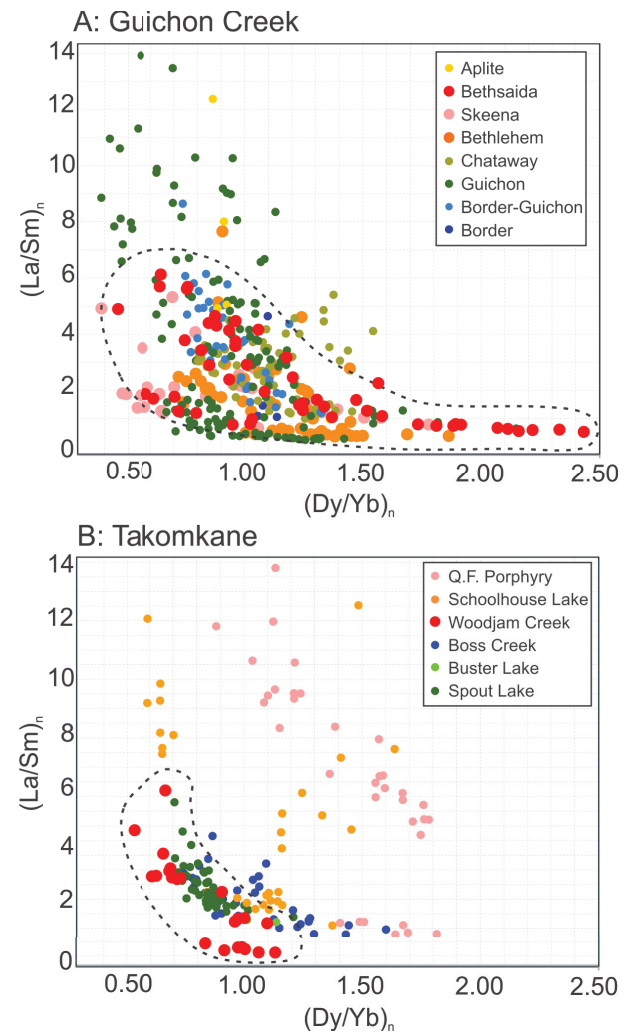 A: Guichon Creek
14
12
10
8
6
4
2
0
(La/Sm)n
Aplite
Bethsaida
Skeena
Bethlehem
Chataway
Guichon
Border-Guichon
Border
0.50 1.00 1.50 2.00 2.50
(Dy/Yb)n
B: Takomkane
14
12
10
8
6
4
2
0
(La/Sm)n
Q.F. Porphyry
Schoolhouse Lake
Woodjam Creek
Boss Creek
Buster Lake
Spout Lake
0.50 1.00 1.50 2.00 2.50
(Dy/Yb)n